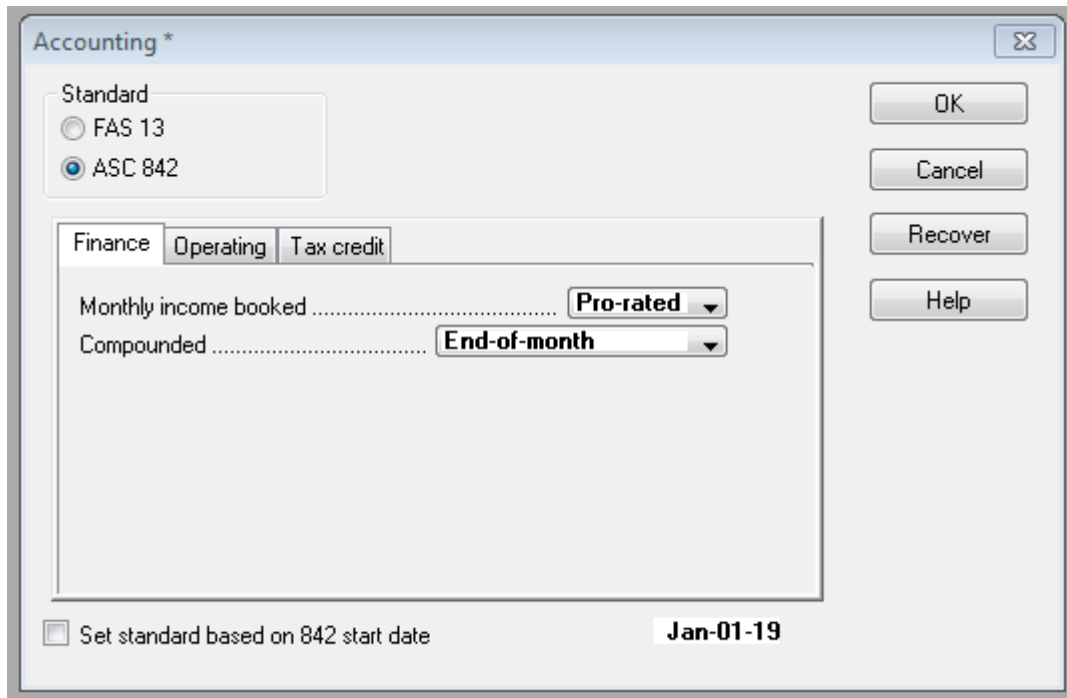 Accounting *
Standard
FAS 13
ASC 842
OK
Cancel
Recover
Help
Finance Operating Tax credit
Monthly income booked ........................................ Pro-rated
Compounded ................................... End-of-month
Set standard based on 842 start date Jan-01-19